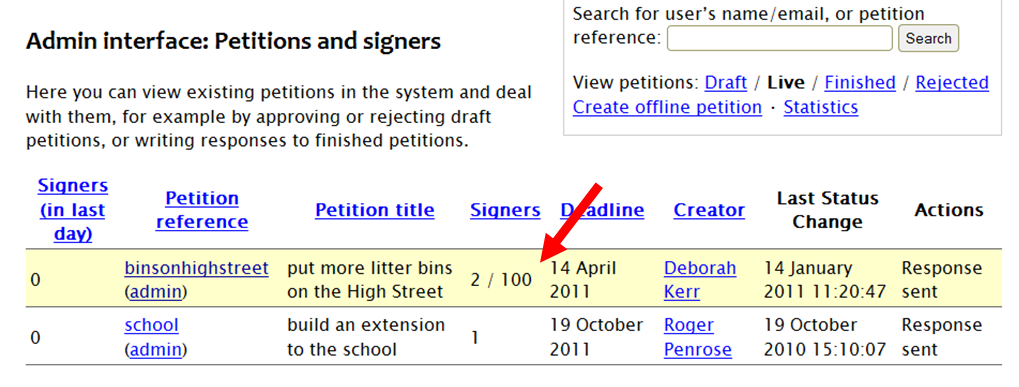 Search for user's name/email, or petition
reference: Search
Admin interface: Petitions and signers
View petitions: Draft / Live / Finished / Rejected
Create offline petition · Statistics
Here you can view existing petitions in the system and deal
with them, for example by approving or rejecting draft
petitions, or writing responses to finished petitions.
Signers (in last day) Petition reference Petition title Signers Deadline Creator Last Status Change Actions
0 binsonhighstreet (admin) put more litter bins on the High Street 2 / 100 14 April 2011 Deborah Kerr 14 January 2011 11:20:47 Response sent
0 school (admin) build an extension to the school 1 19 October 2011 Roger Penrose 19 October 2010 15:10:07 Response sent